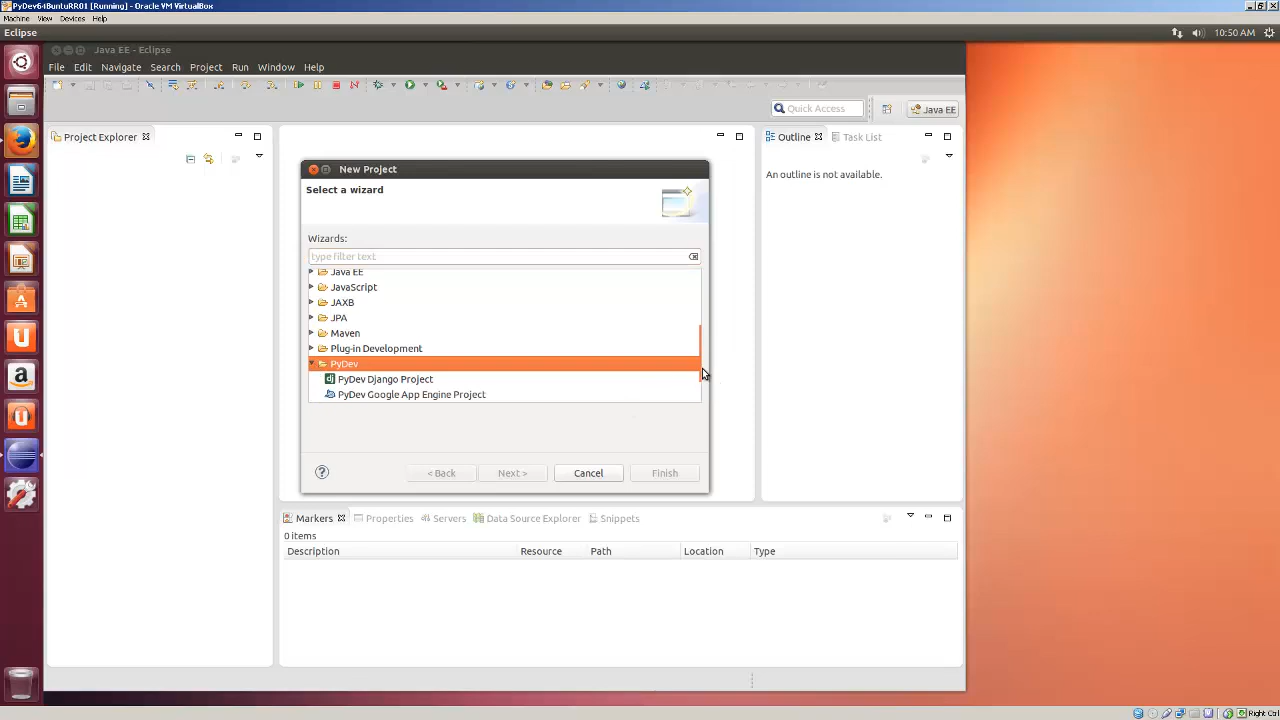 PyDev64BuntuRR01 [Running] - Oracle VM VirtualBox
Machine View Devices Help
Eclipse
10:50 AM
Java EE - Eclipse
File Edit Navigate Search Project Run Window Help
Quick Access
Java EE
Project Explorer
Outline
Task List
An outline is not available.
New Project
Select a wizard
Wizards:
type filter text
Java EE
JavaScript
JAXB
JPA
Maven
Plug-in Development
PyDev
PyDev Django Project
PyDev Google App Engine Project
< Back
Next >
Cancel
Finish
Markers
Properties
Servers
Data Source Explorer
Snippets
0 items
Description
Resource
Path
Location
Type